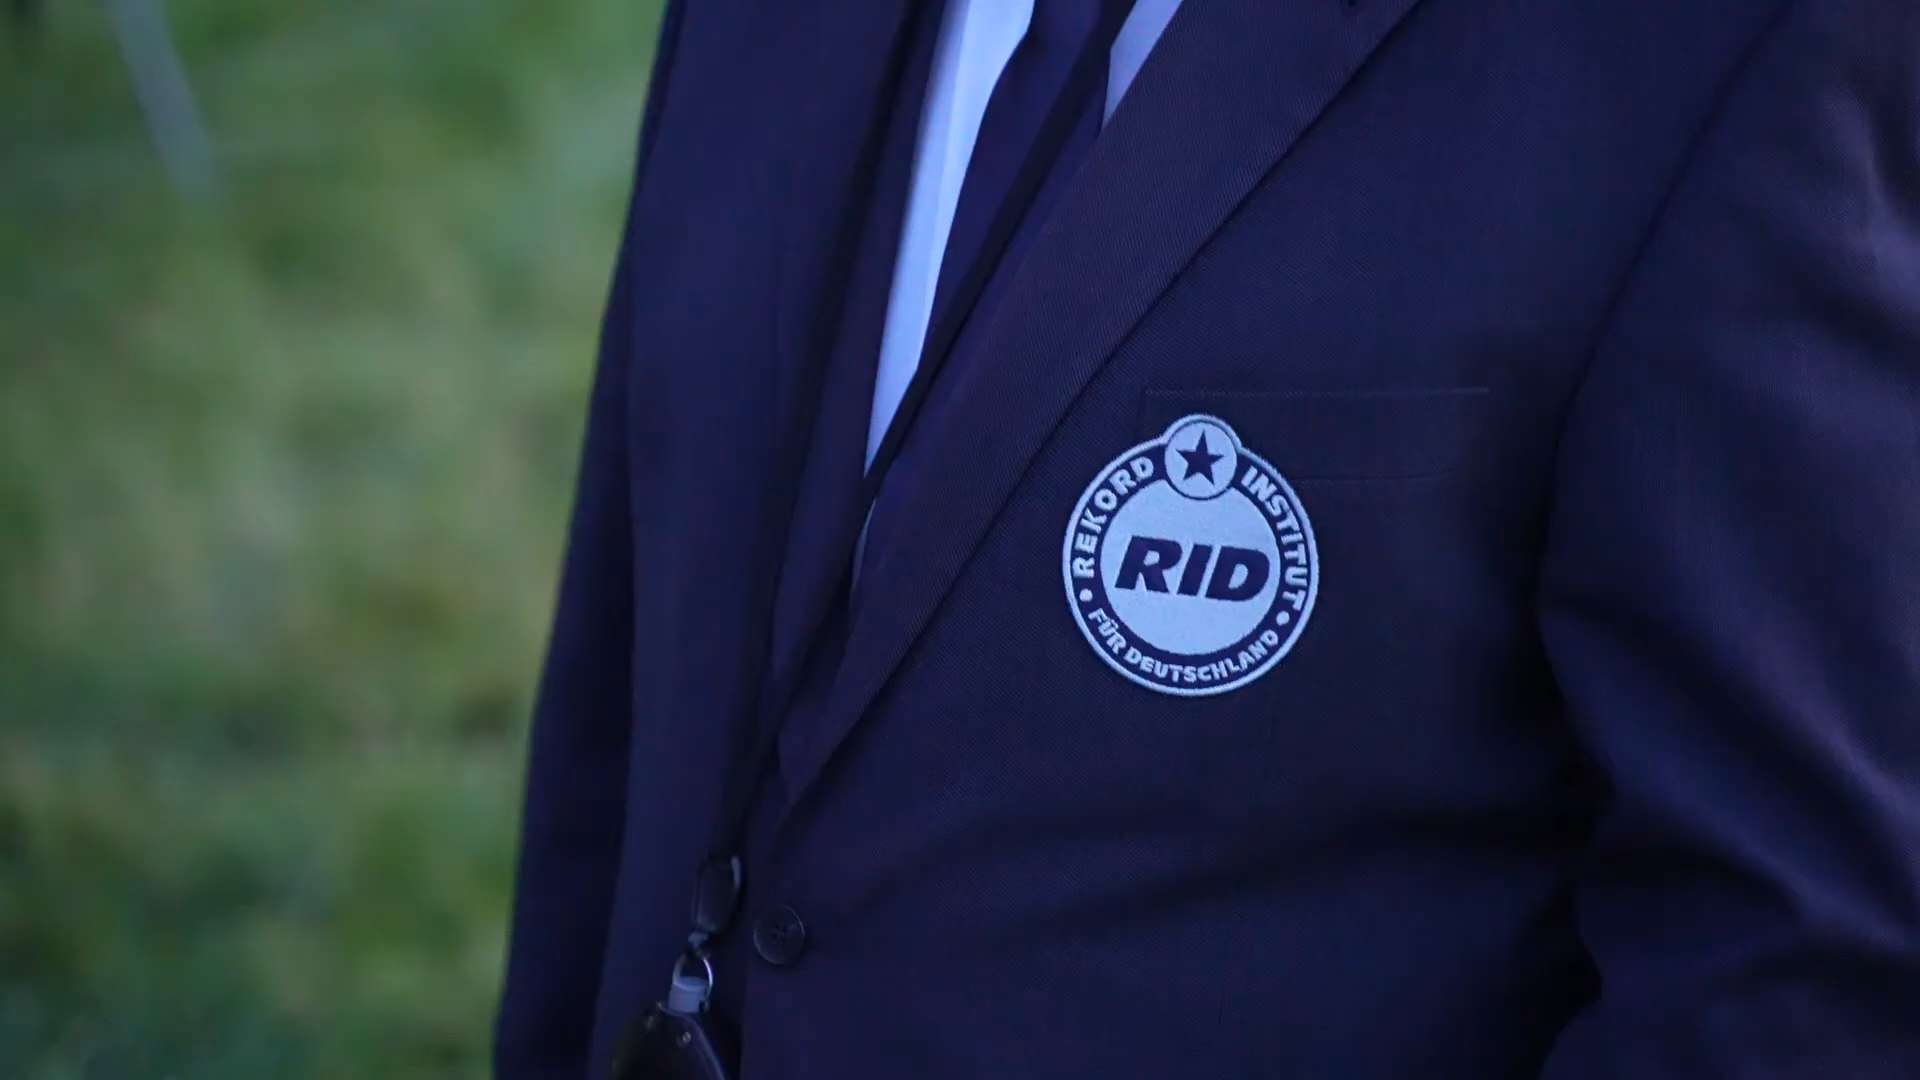 REKORD INSTITUT
RID
• FÜR DEUTSCHLAND •